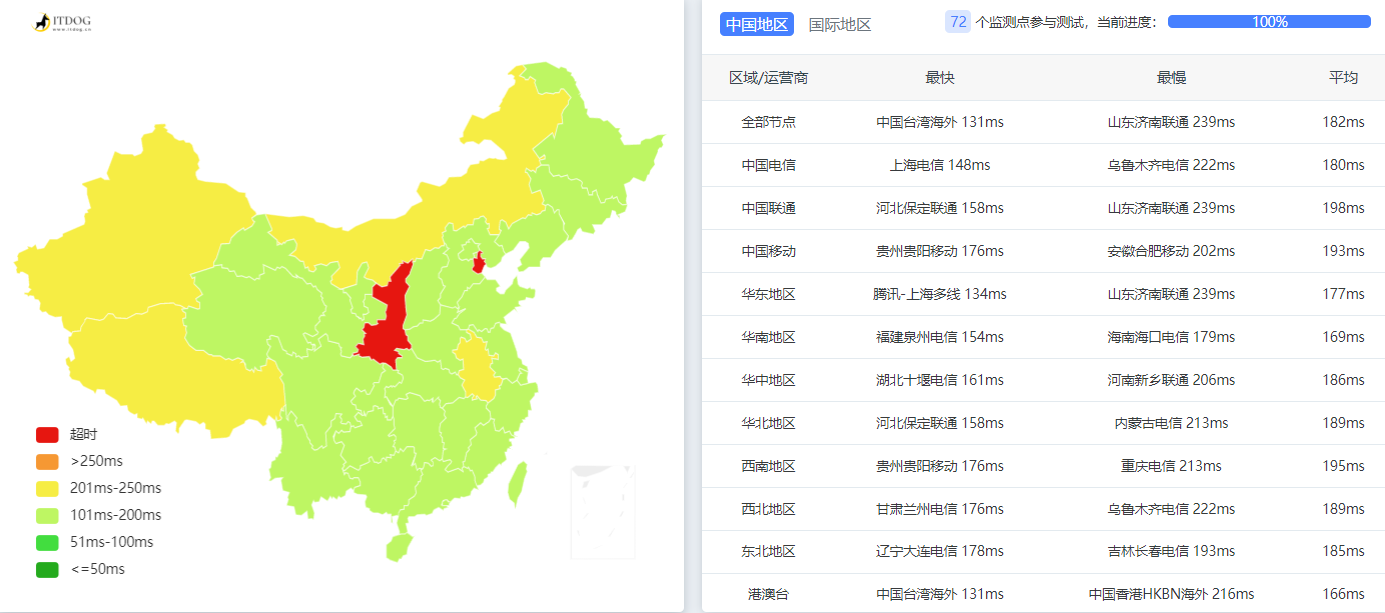 ITDOG
www.itdog.cn
超时
>250ms
201ms-250ms
101ms-200ms
51ms-100ms
<=50ms
中国地区 国际地区 72 个监测点参与测试，当前进度： 100%
区域/运营商 最快 最慢 平均
全部节点 中国台湾海外 131ms 山东济南联通 239ms 182ms
中国电信 上海电信 148ms 乌鲁木齐电信 222ms 180ms
中国联通 河北保定联通 158ms 山东济南联通 239ms 198ms
中国移动 贵州贵阳移动 176ms 安徽合肥移动 202ms 193ms
华东地区 腾讯-上海多线 134ms 山东济南联通 239ms 177ms
华南地区 福建泉州电信 154ms 海南海口电信 179ms 169ms
华中地区 湖北十堰电信 161ms 河南新乡联通 206ms 186ms
华北地区 河北保定联通 158ms 内蒙古电信 213ms 189ms
西南地区 贵州贵阳移动 176ms 重庆电信 213ms 195ms
西北地区 甘肃兰州电信 176ms 乌鲁木齐电信 222ms 189ms
东北地区 辽宁大连电信 178ms 吉林长春电信 193ms 185ms
港澳台 中国台湾海外 131ms 中国香港HKBN海外 216ms 166ms